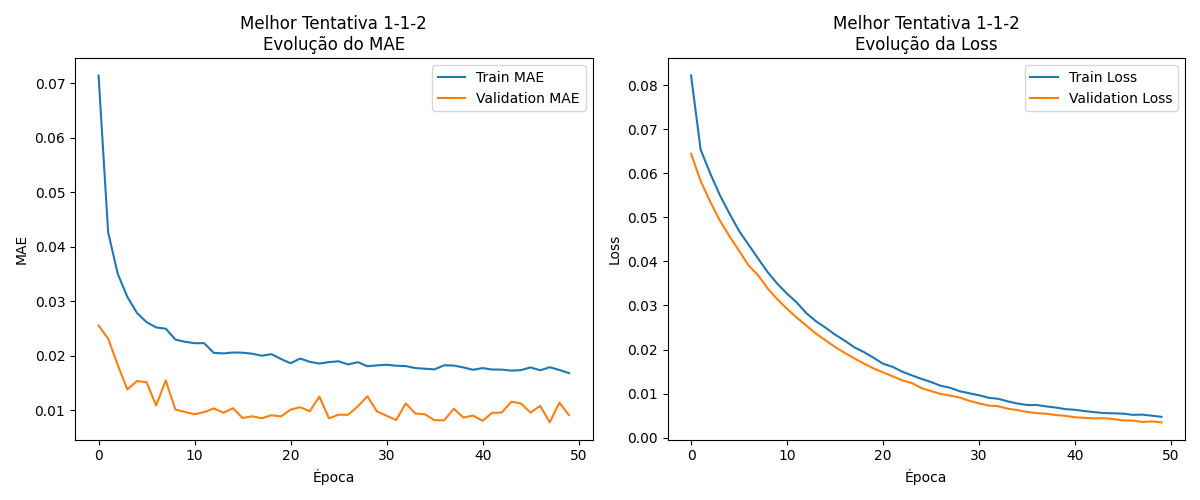 Melhor Tentativa 1-1-2
Evolução do MAE
MAE
0.07
0.06
0.05
0.04
0.03
0.02
0.01
0
10
20
30
40
50
Época
Train MAE
Validation MAE
Melhor Tentativa 1-1-2
Evolução da Loss
Loss
0.08
0.07
0.06
0.05
0.04
0.03
0.02
0.01
0.00
0
10
20
30
40
50
Época
Train Loss
Validation Loss